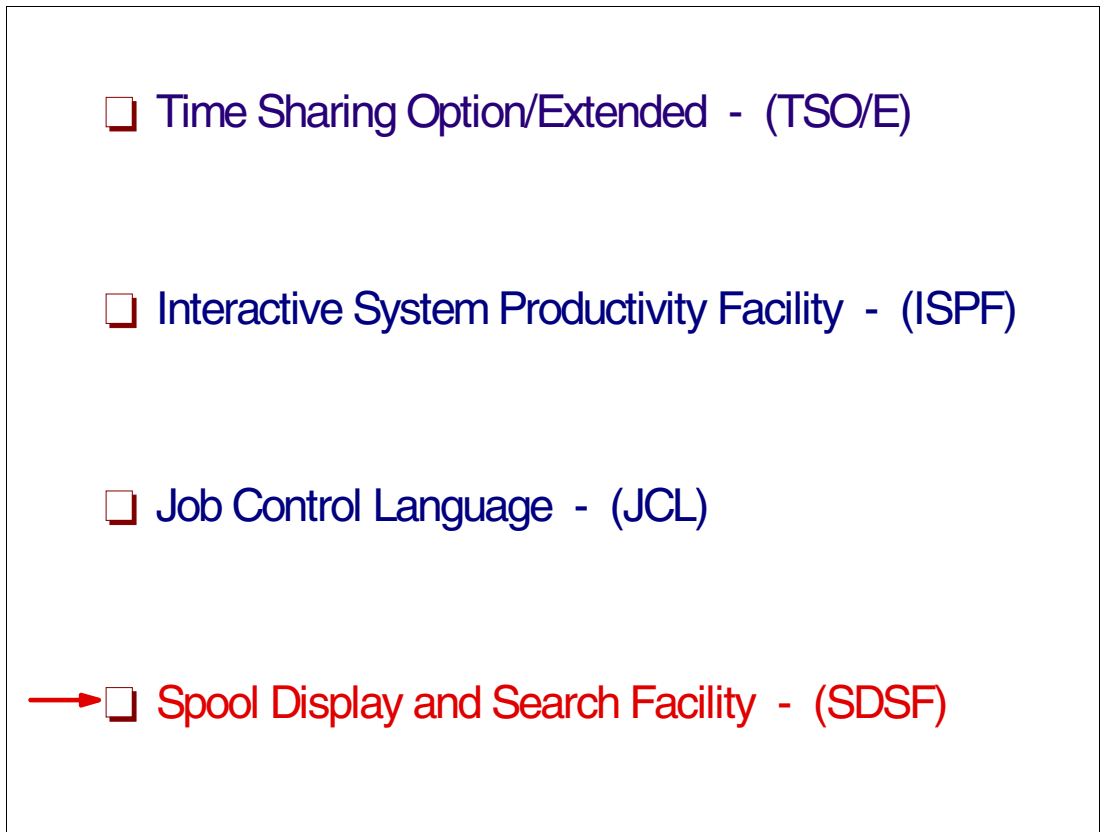 Time Sharing Option/Extended - (TSO/E)
Interactive System Productivity Facility - (ISPF)
Job Control Language - (JCL)
Spool Display and Search Facility - (SDSF)